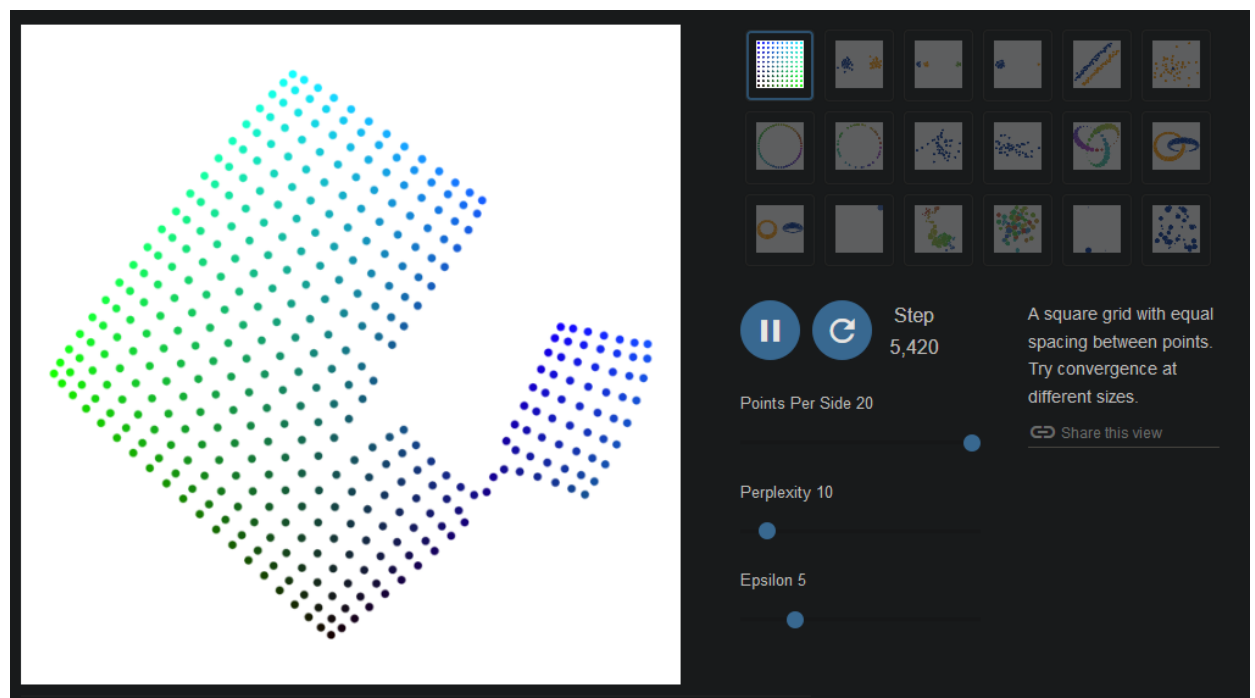 Step
5,420
Points Per Side 20
Perplexity 10
Epsilon 5
A square grid with equal
spacing between points.
Try convergence at
different sizes.
Share this view